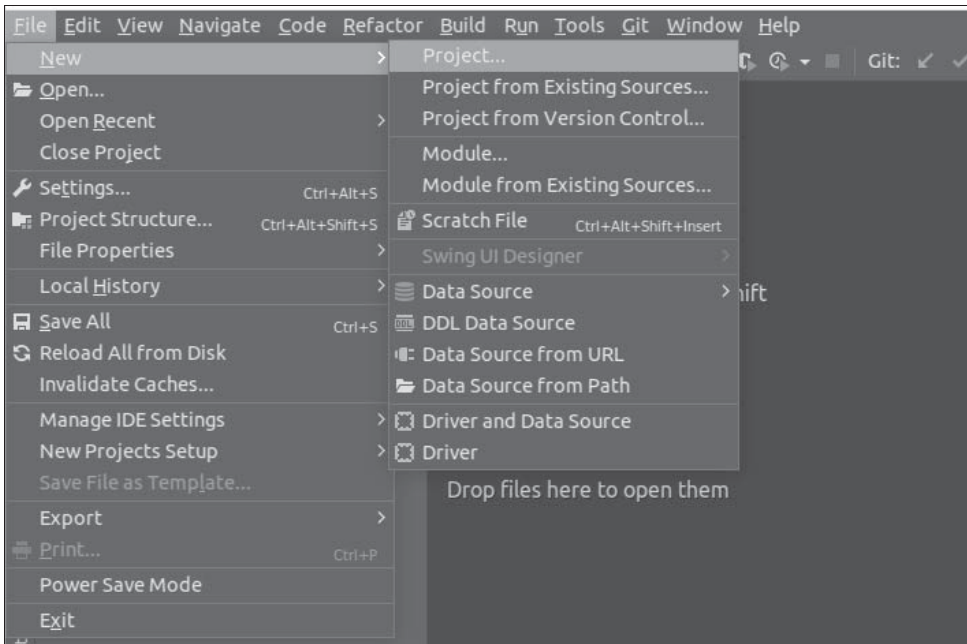 File Edit View Navigate Code Refactor Build Run Tools Git Window Help
Git:
New
Open...
Open Recent
Close Project
Settings... Ctrl+Alt+S
Project Structure... Ctrl+Alt+Shift+S
File Properties
Local History
Save All Ctrl+S
Reload All from Disk
Invalidate Caches...
Manage IDE Settings
New Projects Setup
Save File as Template...
Export
Print... Ctrl+P
Power Save Mode
Exit
Project...
Project from Existing Sources...
Project from Version Control...
Module...
Module from Existing Sources...
Scratch File Ctrl+Alt+Shift+Insert
Swing UI Designer
Data Source
DDL Data Source
Data Source from URL
Data Source from Path
Driver and Data Source
Driver
Drop files here to open them